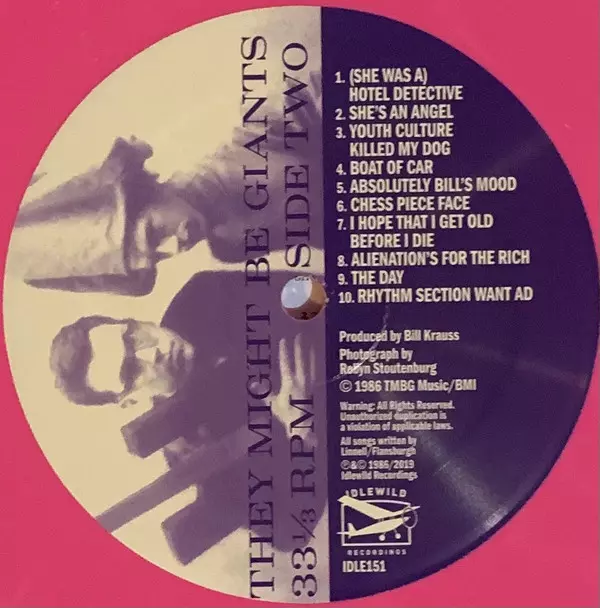 THEY MIGHT BE GIANTS
33 1/3 RPM SIDE TWO
1. (SHE WAS A)
HOTEL DETECTIVE
2. SHE'S AN ANGEL
3. YOUTH CULTURE
KILLED MY DOG
4. BOAT OF CAR
5. ABSOLUTELY BILL'S MOOD
6. CHESS PIECE FACE
7. I HOPE THAT I GET OLD
BEFORE I DIE
8. ALIENATION'S FOR THE RICH
9. THE DAY
10. RHYTHM SECTION WANT AD
Produced by Bill Krauss
Photograph by
Robyn Stoutenburg
© 1986 TMBG Music/BMI
Warning: All Rights Reserved.
Unauthorized duplication is
a violation of applicable laws.
All songs written by
Linnell/Flansburgh
℗&© 1986/2019
Idlewild Recordings
IDLEWILD
RECORDINGS
IDLE151